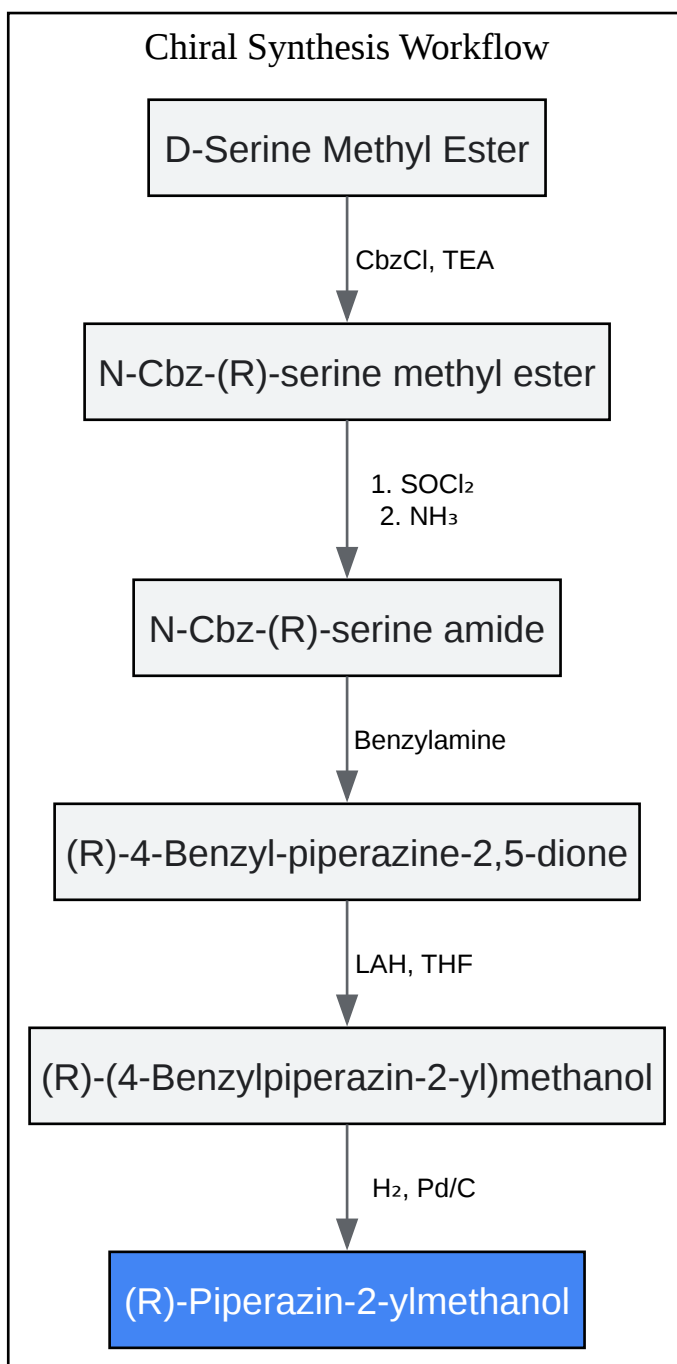 Chiral Synthesis Workflow
D-Serine Methyl Ester
CbzCl, TEA
N-Cbz-(R)-serine methyl ester
1. SOCl₂
2. NH₃
N-Cbz-(R)-serine amide
Benzylamine
(R)-4-Benzyl-piperazine-2,5-dione
LAH, THF
(R)-(4-Benzylpiperazin-2-yl)methanol
H₂, Pd/C
(R)-Piperazin-2-ylmethanol